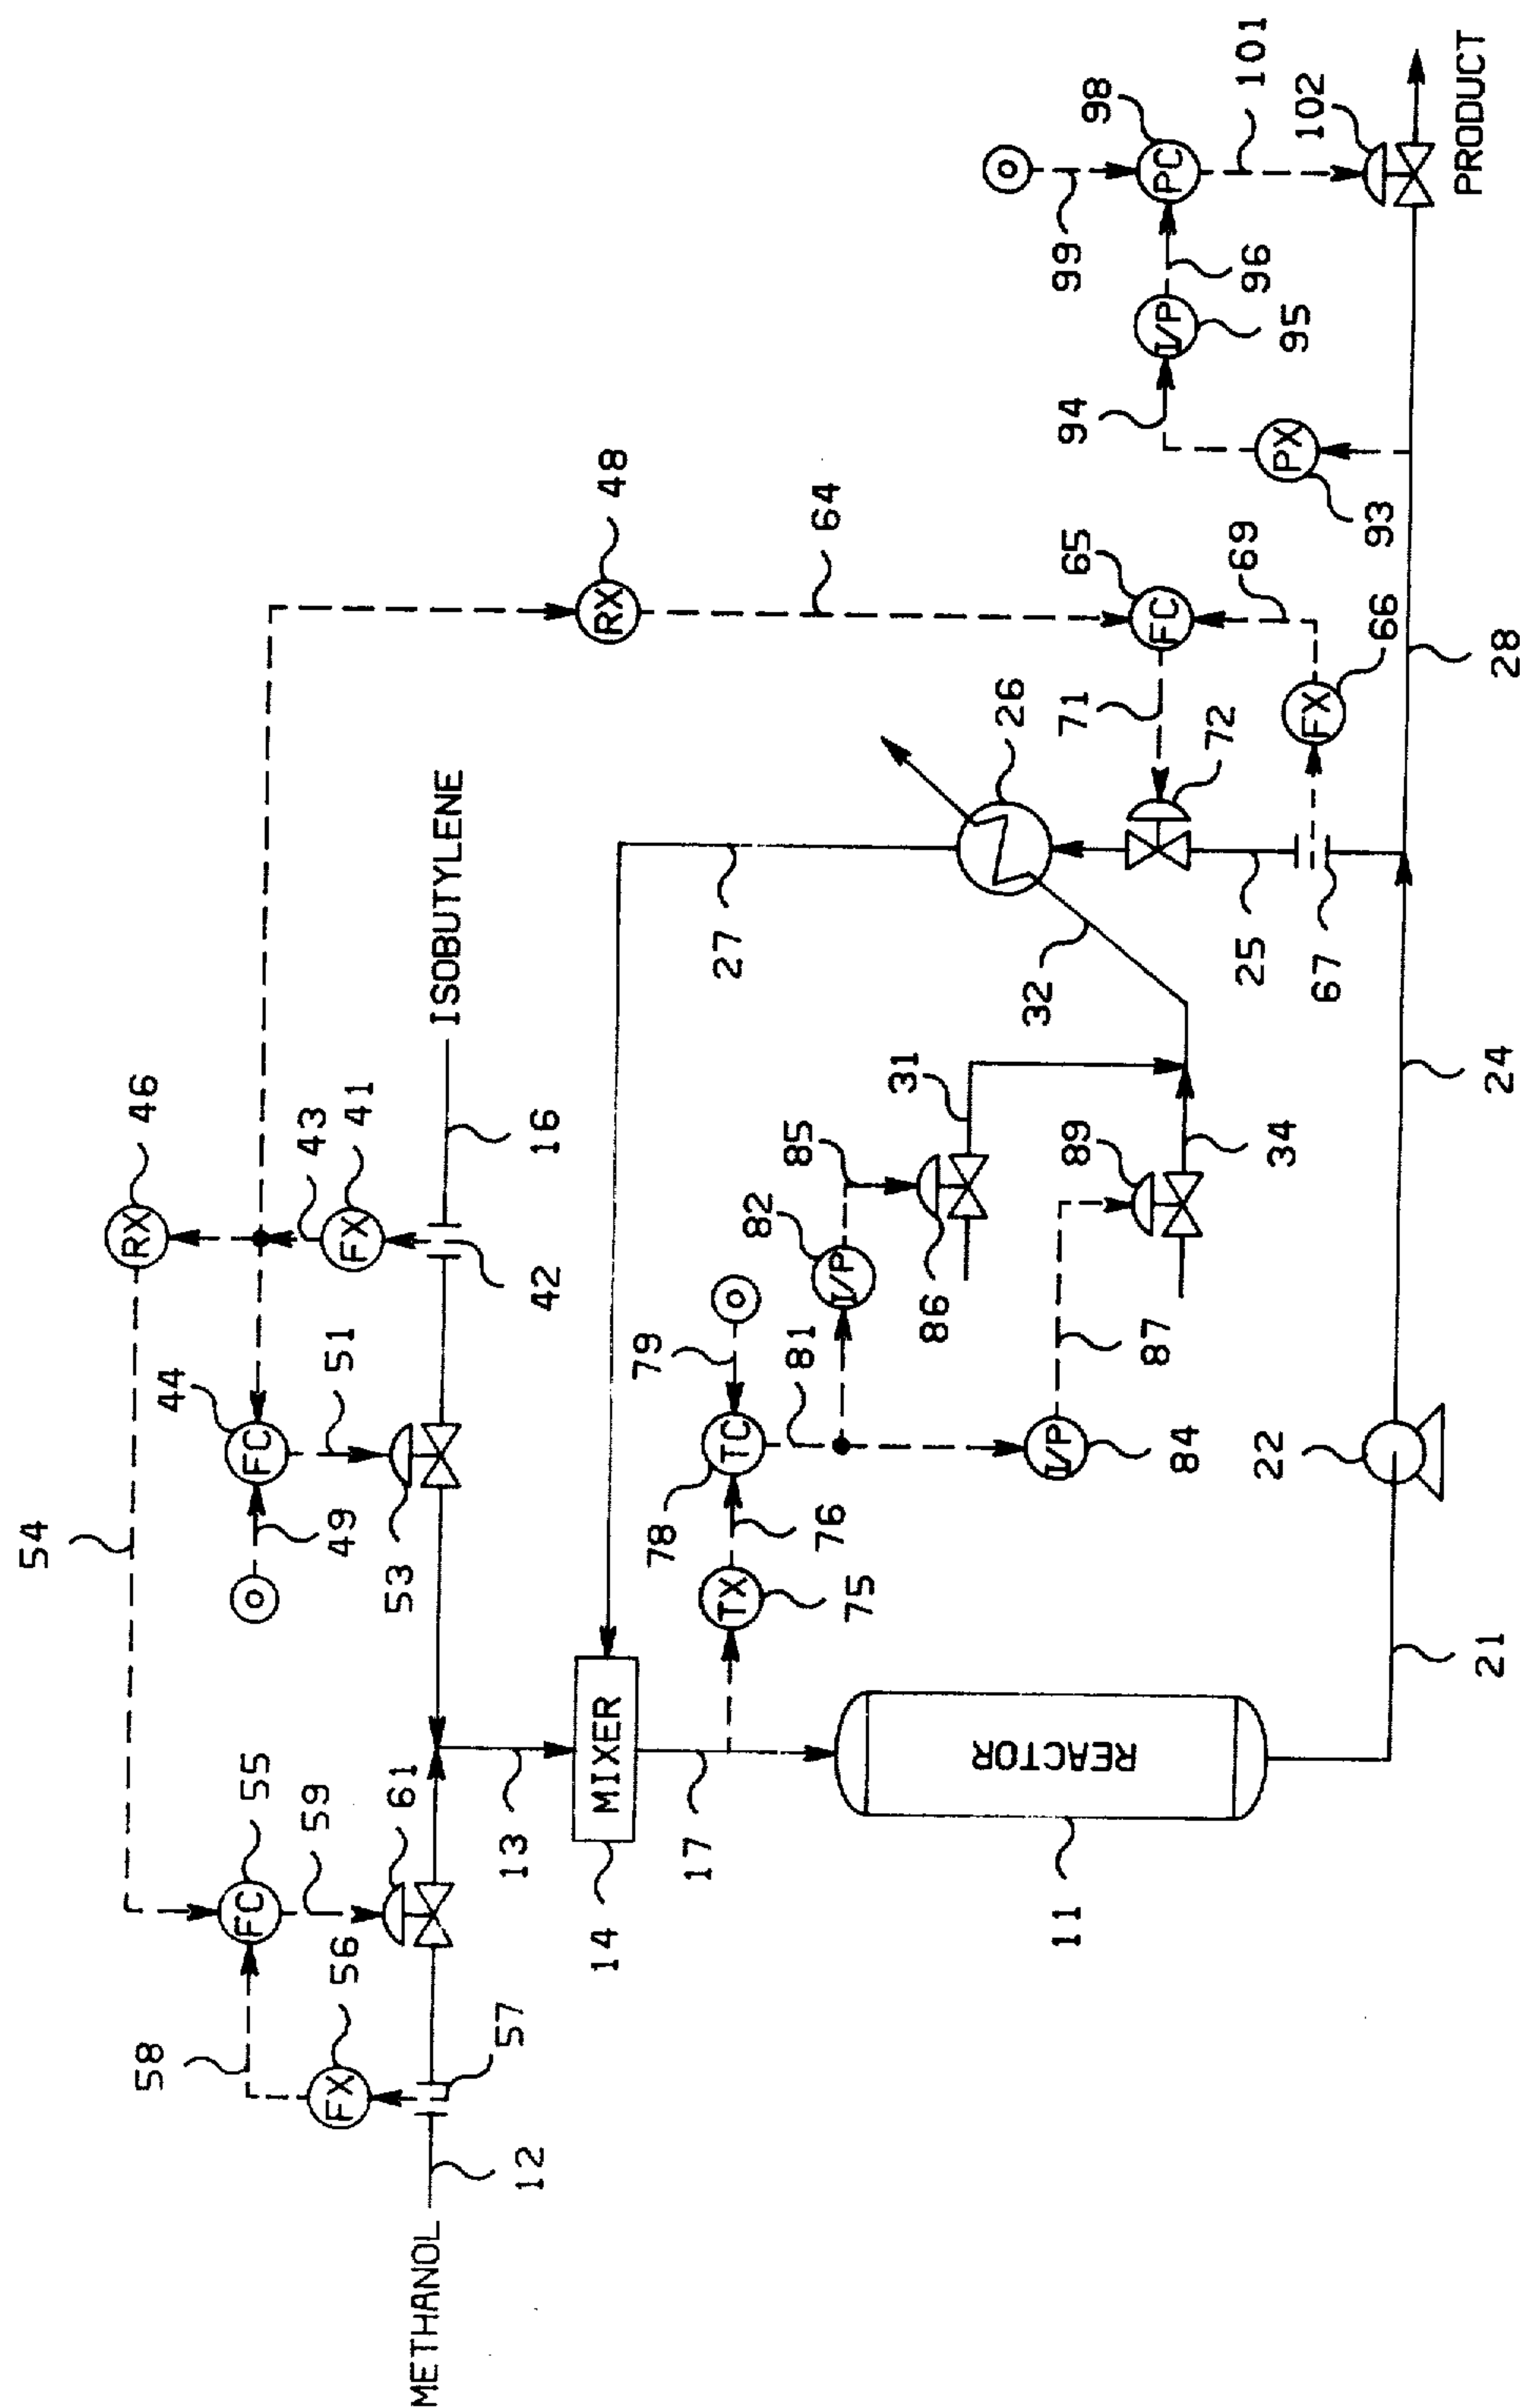 54
46
RX
58
55
FC
59
49
44
FC
51
43
FX
41
56
FX
53
61
METHANOL
12
57
42
16
ISOBUTYLENE
13
14
MIXER
17
27
48
RX
64
79
78
TC
TX
76
75
81
82
I/P
85
31
86
84
I/P
87
89
34
32
26
71
72
65
FC
69
FX
66
25
67
11
REACTOR
21
22
24
28
99
98
PC
101
96
I/P
95
94
PX
93
102
PRODUCT